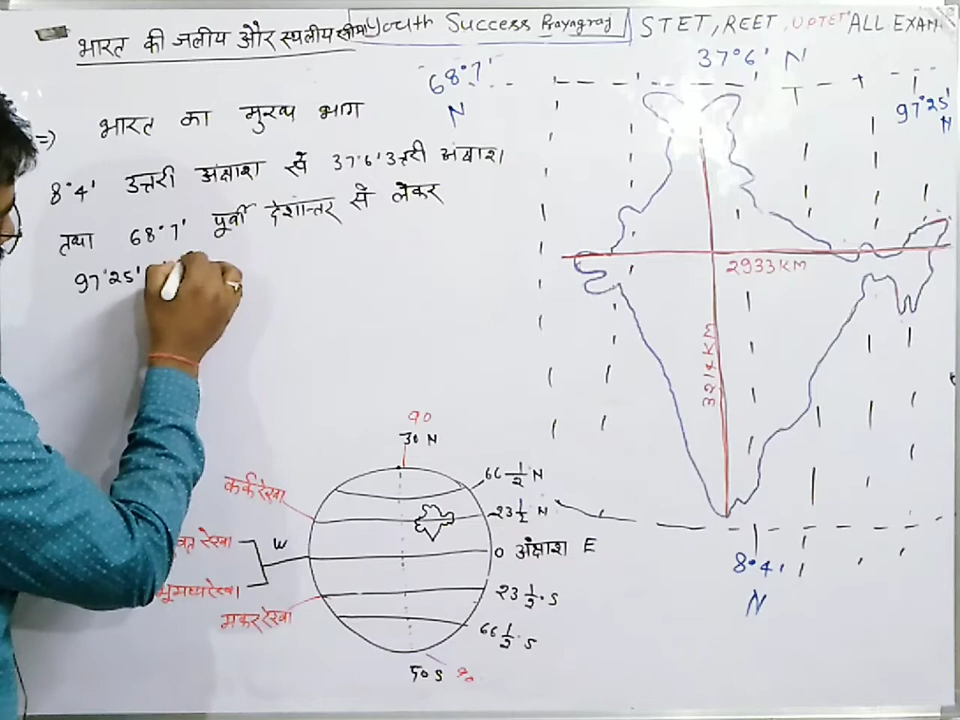 भारत की जलीय और स्थलीय सीमा Youth Success Prayagraj STET, REET, UPTET ALL EXAM
=) भारत का मुख्य भाग
8°4' उत्तरी अक्षांश से 37°6' उत्तरी अक्षांश।
तथा 68°7' पूर्वी देशान्तर से लेकर
97°25'
68°7'
N
37°6' N
97°25'
N
2933 KM
3214 KM
8°4'
N
90
30 N
66 1/2 N
23 1/2 N
0 अक्षांश E
23 1/2 S
66 1/2 S
50 S 90
कर्क रेखा
W
रेखा
भूमध्य रेखा
मकर रेखा